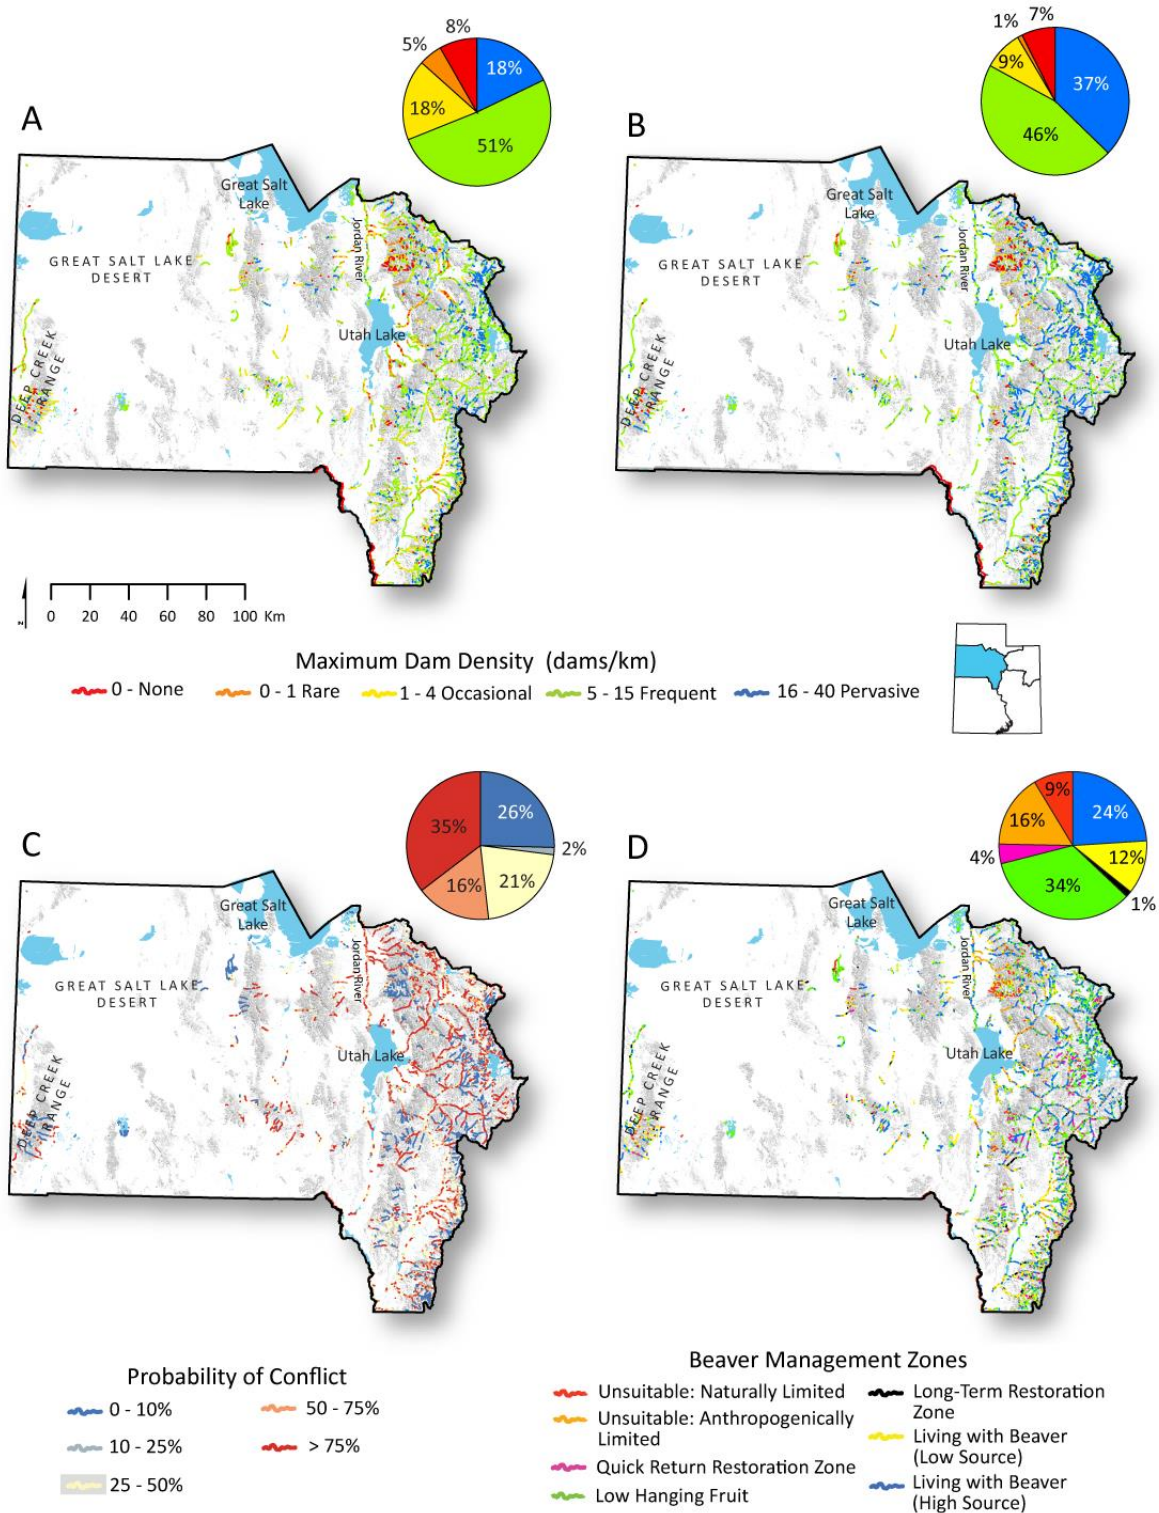 A
8%
5%
18%
18%
51%
Great Salt
Lake
Jordan River
GREAT SALT LAKE
DESERT
Utah Lake
DEEP CREEK
RANGE
B
1%
7%
9%
37%
46%
Great Salt
Lake
Jordan River
GREAT SALT LAKE
DESERT
Utah Lake
DEEP CREEK
RANGE
0 20 40 60 80 100 Km
Maximum Dam Density (dams/km)
0 - None
0 - 1 Rare
1 - 4 Occasional
5 - 15 Frequent
16 - 40 Pervasive
C
35%
26%
2%
16%
21%
Great Salt
Lake
Jordan River
GREAT SALT LAKE
DESERT
Utah Lake
DEEP CREEK
RANGE
D
9%
24%
16%
12%
4%
34%
1%
Great Salt
Lake
Jordan River
GREAT SALT LAKE
DESERT
Utah Lake
DEEP CREEK
RANGE
Probability of Conflict
0 - 10%
10 - 25%
25 - 50%
50 - 75%
> 75%
Beaver Management Zones
Unsuitable: Naturally Limited
Unsuitable: Anthropogenically
Limited
Quick Return Restoration Zone
Low Hanging Fruit
Long-Term Restoration
Zone
Living with Beaver
(Low Source)
Living with Beaver
(High Source)